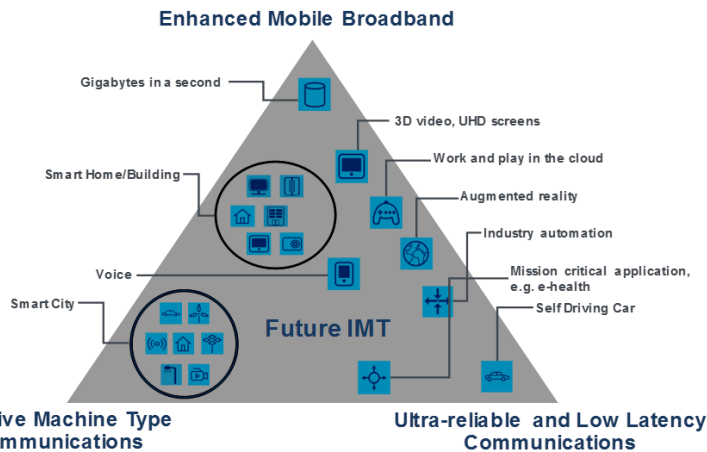 Enhanced Mobile Broadband
Gigabytes in a second
3D video, UHD screens
Work and play in the cloud
Smart Home/Building
Augmented reality
Industry automation
Voice
Mission critical application,
e.g. e-health
Smart City
Self Driving Car
Future IMT
ive Machine Type
mmunications
Ultra-reliable and Low Latency
Communications